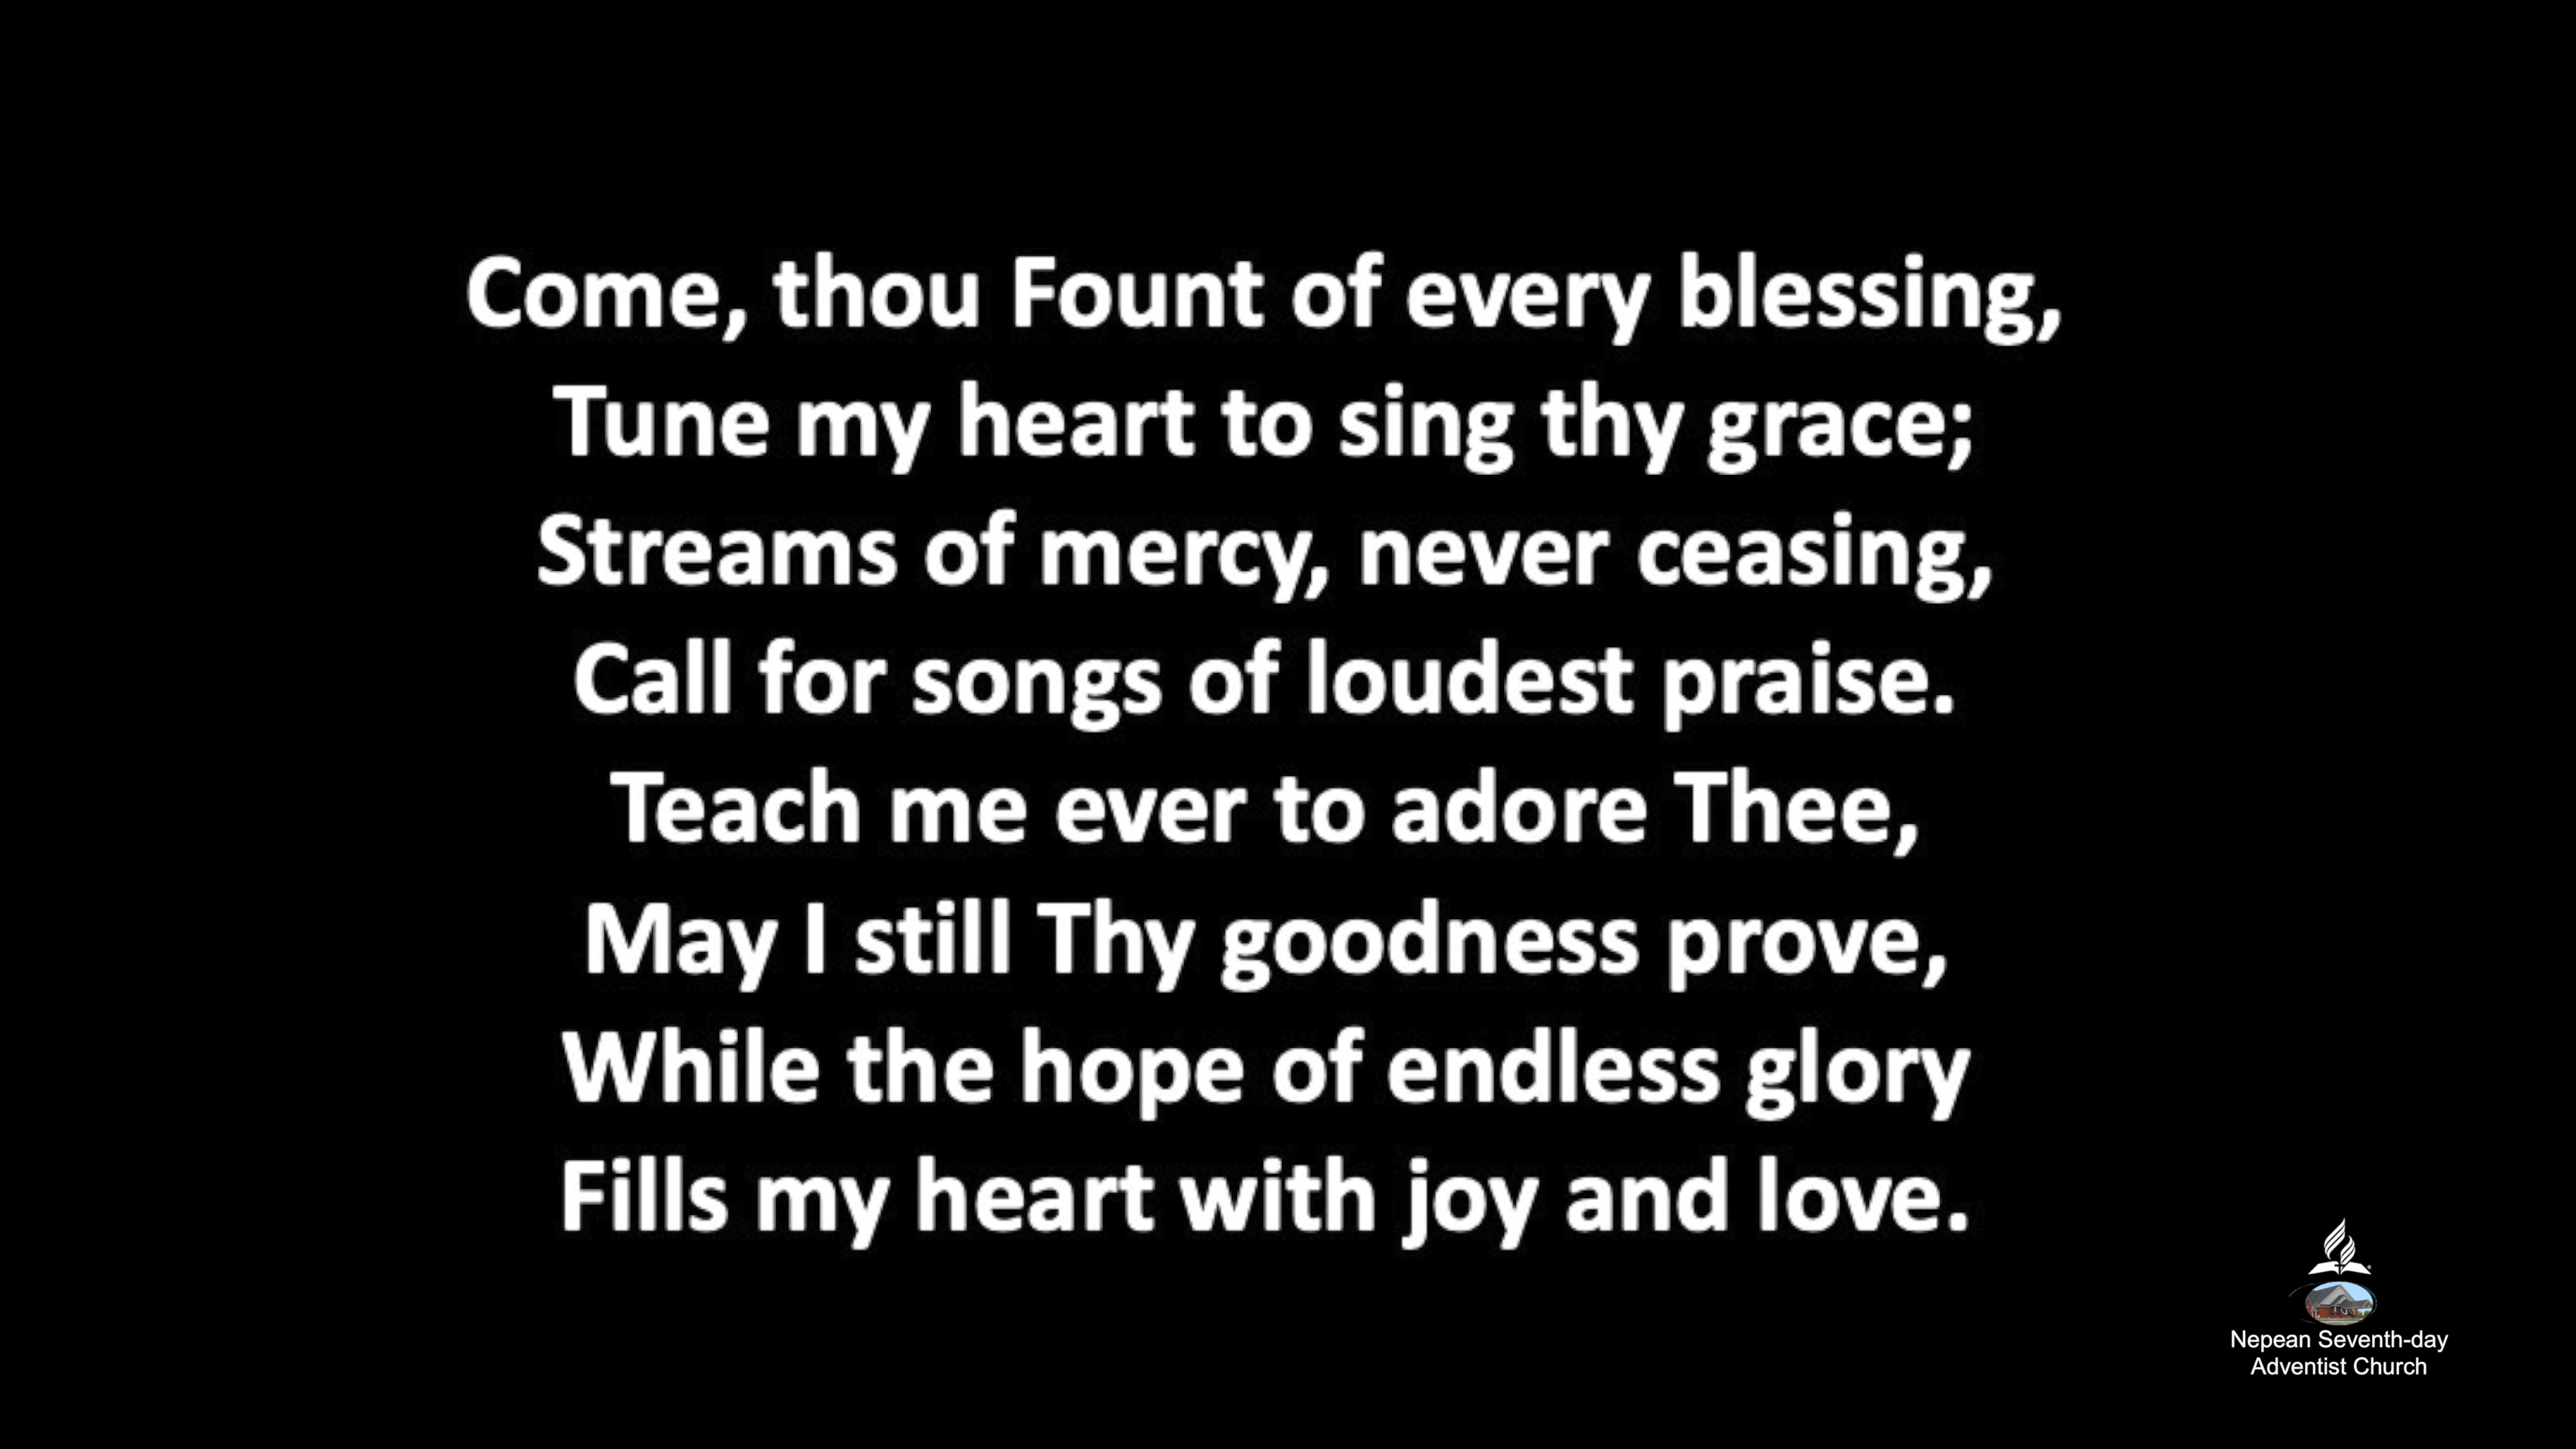 Come, thou Fount of every blessing,
Tune my heart to sing thy grace;
Streams of mercy, never ceasing,
Call for songs of loudest praise.
Teach me ever to adore Thee,
May I still Thy goodness prove,
While the hope of endless glory
Fills my heart with joy and love.
Nepean Seventh-day
Adventist Church